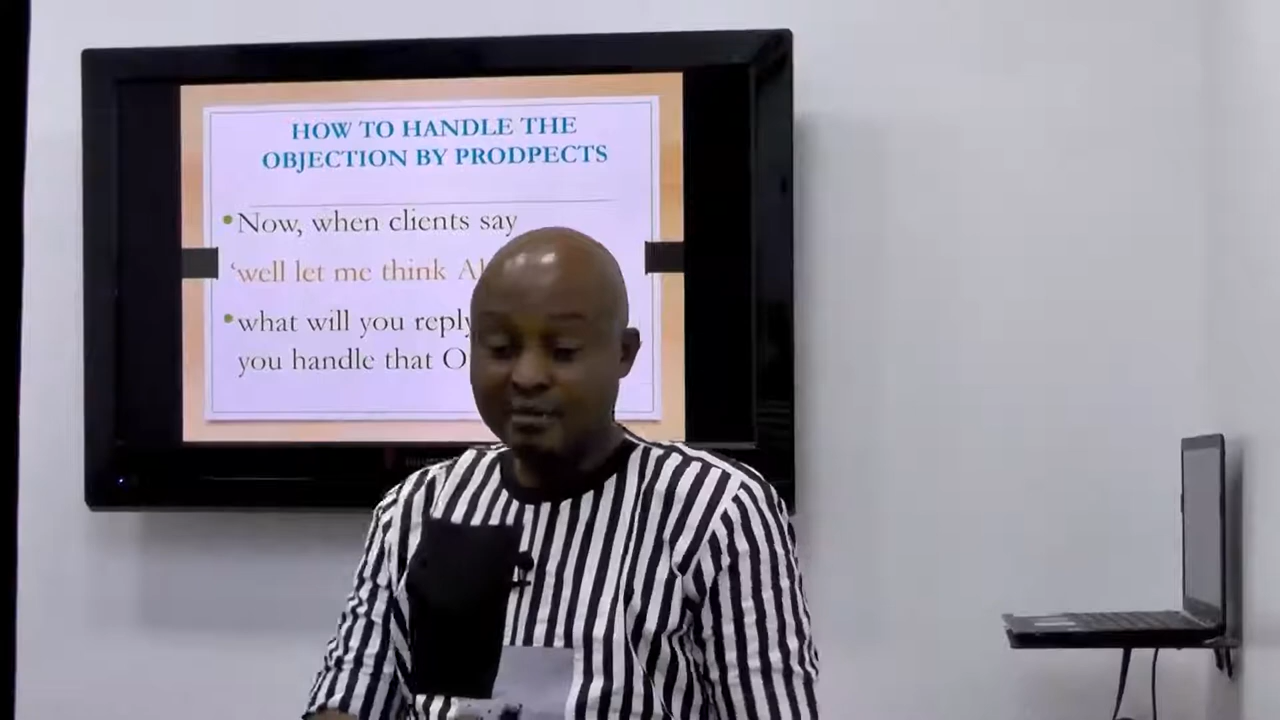 HOW TO HANDLE THE
OBJECTION BY PRODPECTS
•Now, when clients say
‘well let me think
•what will you reply
you handle that